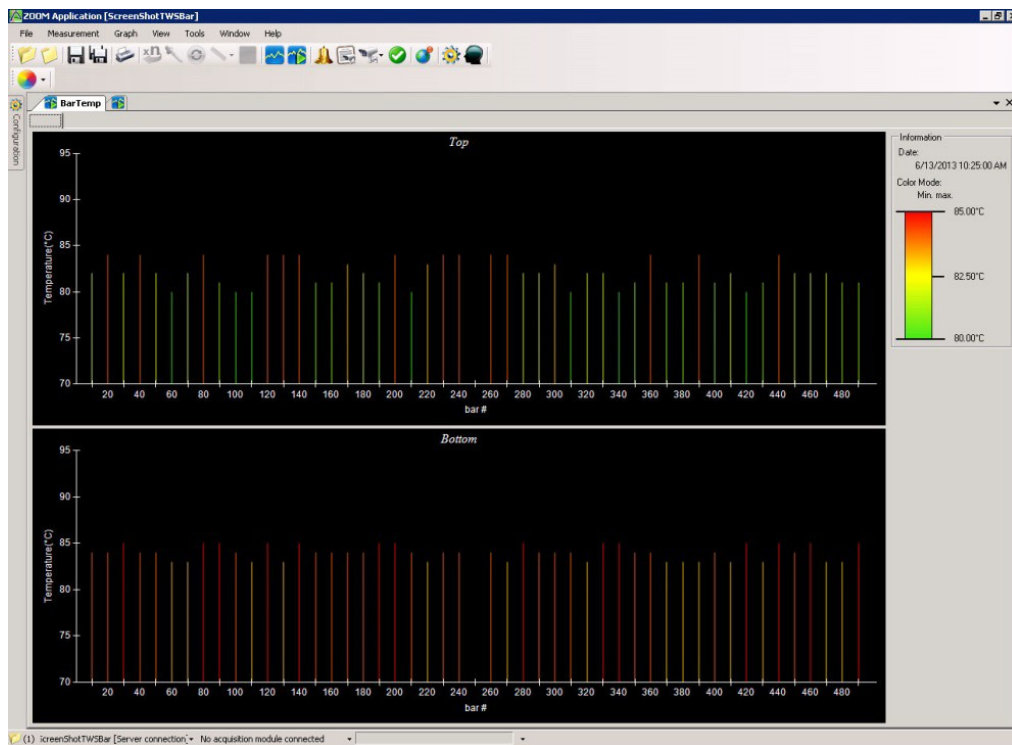 ZOOM Application [ScreenShotTWSBar]
File Measurement Graph View Tools Window Help
Configuration
BarTemp
Top
Temperature(°C)
95
90
85
80
75
70
20 40 60 80 100 120 140 160 180 200 220 240 260 280 300 320 340 360 380 400 420 440 460 480
bar #
Information
Date:
6/13/2013 10:25:00 AM
Color Mode:
Min. max.
85.00°C
82.50°C
80.00°C
Bottom
Temperature(°C)
95
90
85
80
75
70
20 40 60 80 100 120 140 160 180 200 220 240 260 280 300 320 340 360 380 400 420 440 460 480
bar #
(1) icreenShotTWSBar [Server connection] No acquisition module connected